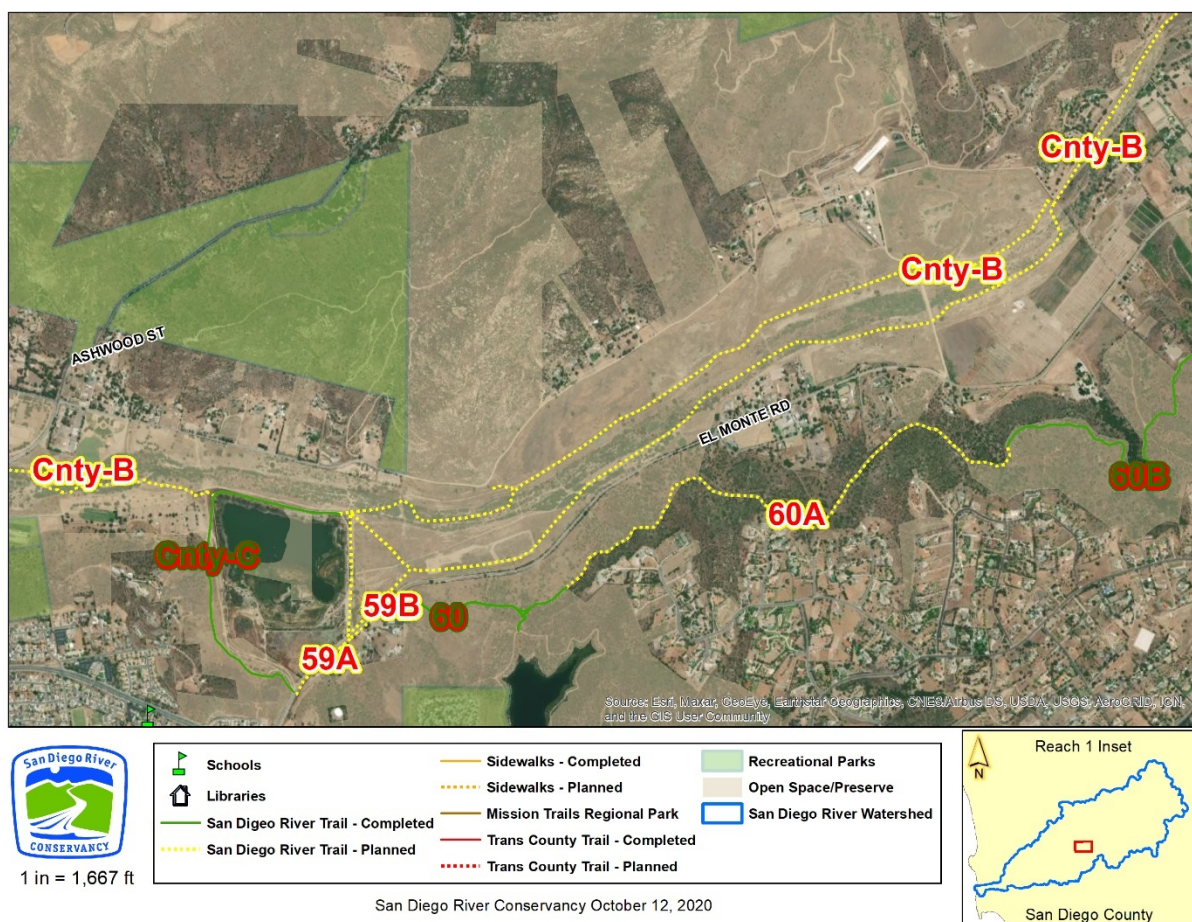 Cnty-B
Cnty-B
ASHWOOD ST
EL MONTE RD
Cnty-B
60B
60A
Cnty-C
59B
60
59A
Source: Esri, Maxar, GeoEye, Earthstar Geographics, CNES/Airbus DS, USDA, USGS, AeroGRID, IGN,
and the GIS User Community
San Diego River
CONSERVANCY
1 in = 1,667 ft
Schools
Libraries
San Digeo River Trail - Completed
San Diego River Trail - Planned
Sidewalks - Completed
Sidewalks - Planned
Mission Trails Regional Park
Trans County Trail - Completed
Trans County Trail - Planned
Recreational Parks
Open Space/Preserve
San Diego River Watershed
Reach 1 Inset
N
San Diego County
San Diego River Conservancy October 12, 2020